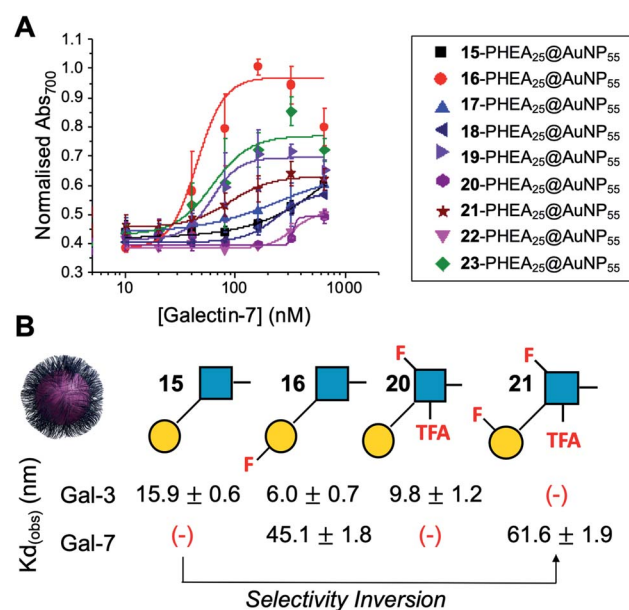 A
Normalised Abs700
1.1
1.0
0.9
0.8
0.7
0.6
0.5
0.4
0.3
10
100
1000
[Galectin-7] (nM)
15-PHEA25@AuNP55
16-PHEA25@AuNP55
17-PHEA25@AuNP55
18-PHEA25@AuNP55
19-PHEA25@AuNP55
20-PHEA25@AuNP55
21-PHEA25@AuNP55
22-PHEA25@AuNP55
23-PHEA25@AuNP55
B
15
16
F
20
F
TFA
21
F
F
TFA
Kd(obs) (nm)
Gal-3 15.9 ± 0.6 6.0 ± 0.7 9.8 ± 1.2 (-)
Gal-7 (-) 45.1 ± 1.8 (-) 61.6 ± 1.9
Selectivity Inversion